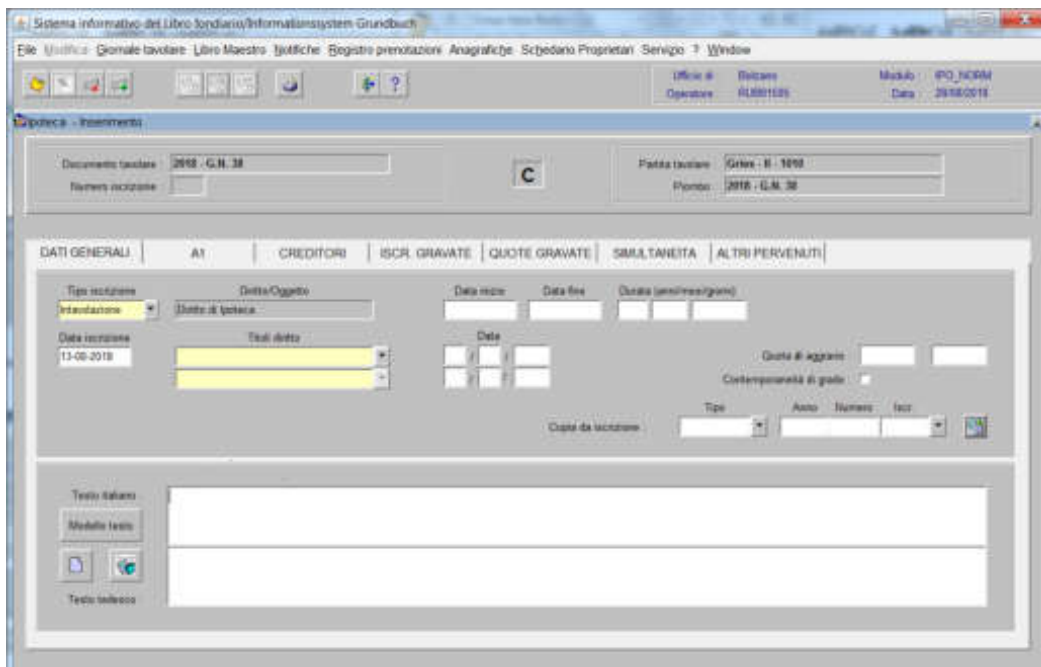 Sistema informativo del Libro fondiario/Informationssystem Grundbuch
File Modifica Giornale tavolare Libro Maestro Notifiche Registro prenotazioni Anagrafiche Schedario Proprietari Servizio ? Window
Ufficio di Bolzano Modulo : IPO_NORM
Operatore Data : 29/08/2018
Ipoteca - Inserimento
Documento tavolare 2018 - G.N. 38 C Partita tavolare Gries - II - 1010
Numero iscrizione Piombo 2018 - G.N. 38
DATI GENERALI A1 CREDITORI ISCR. GRAVATE QUOTE GRAVATE SIMULTANEITA ALTRI PERVENUTI
Tipo iscrizione Diritto/Oggetto Data inizio Data fine Durata (anni/mesi/giorni)
Intavolazione Diritto di Ipoteca
Data iscrizione Titoli diritto Data
13-08-2018 / /
/ /
Quota di aggravio
Contemporaneità di grado
Tipo Anno Numero Iscr.
Copia da iscrizione :
Testo italiano
Modello testo
Testo tedesco